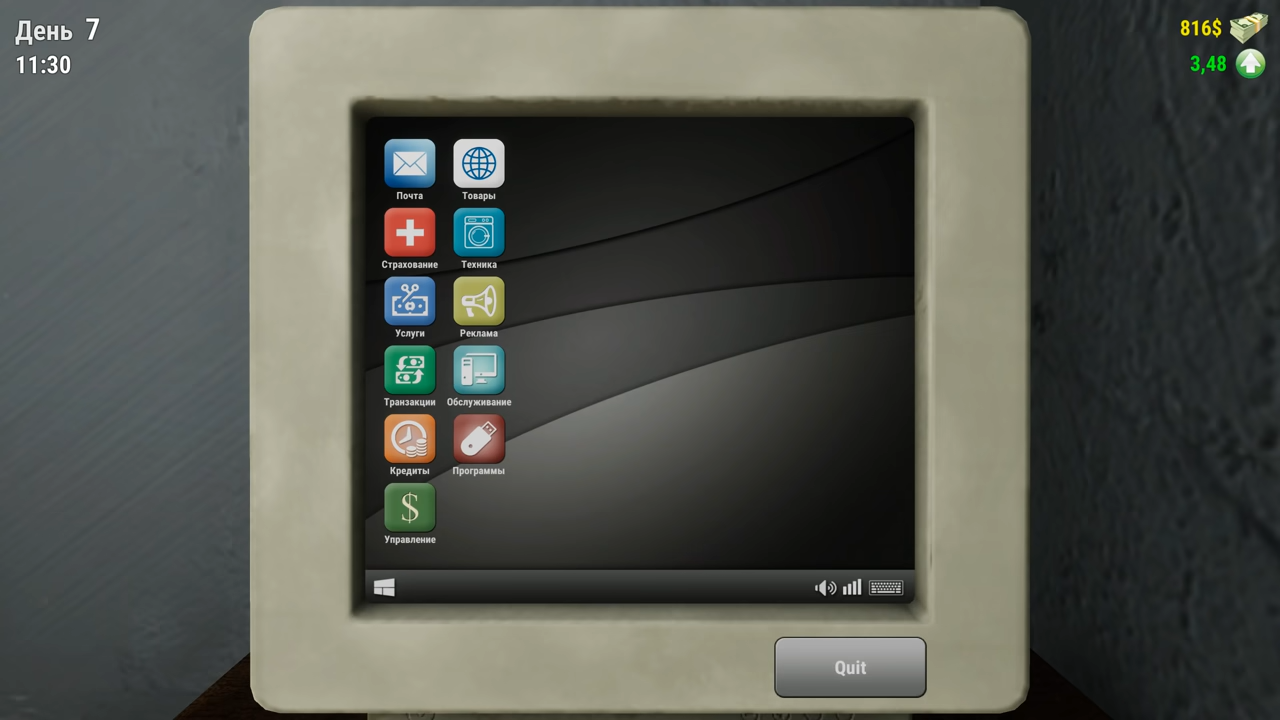 День 7
11:30
816$
3,48
Почта
Товары
Страхование
Техника
Услуги
Реклама
Транзакции
Обслуживание
Кредиты
Программы
$
Управление
Quit